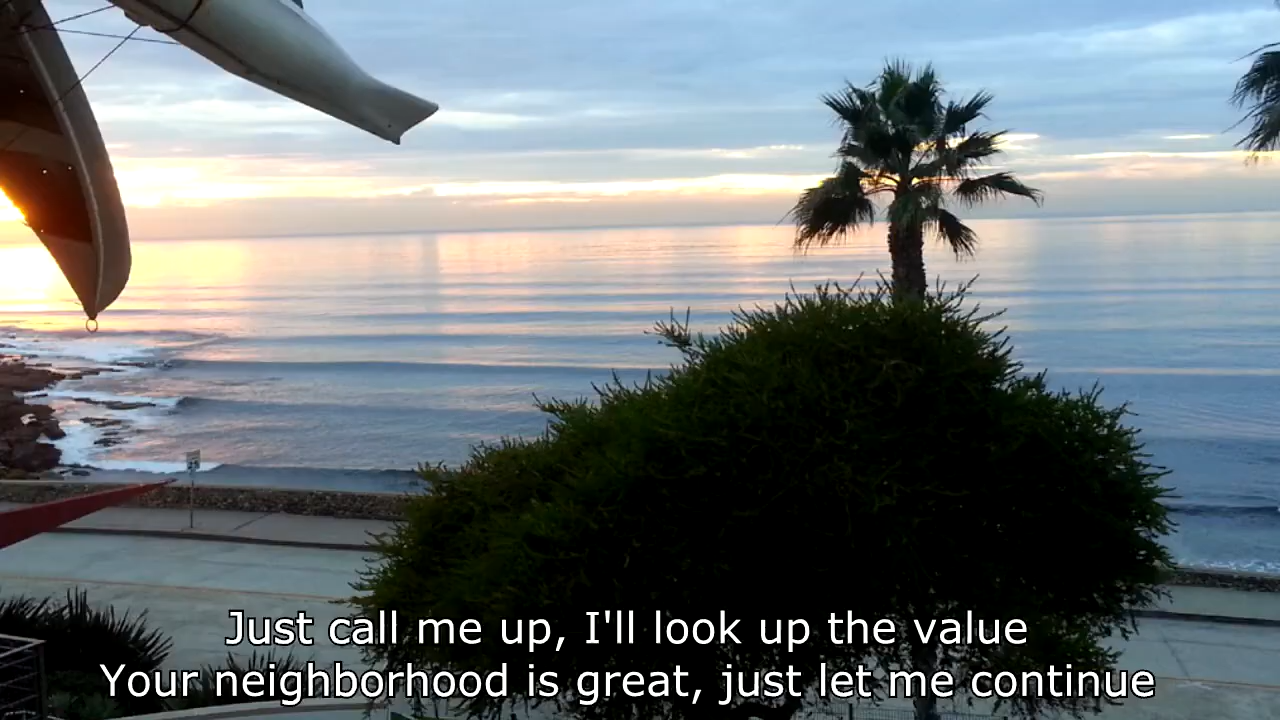 Just call me up, I'll look up the value
Your neighborhood is great, just let me continue